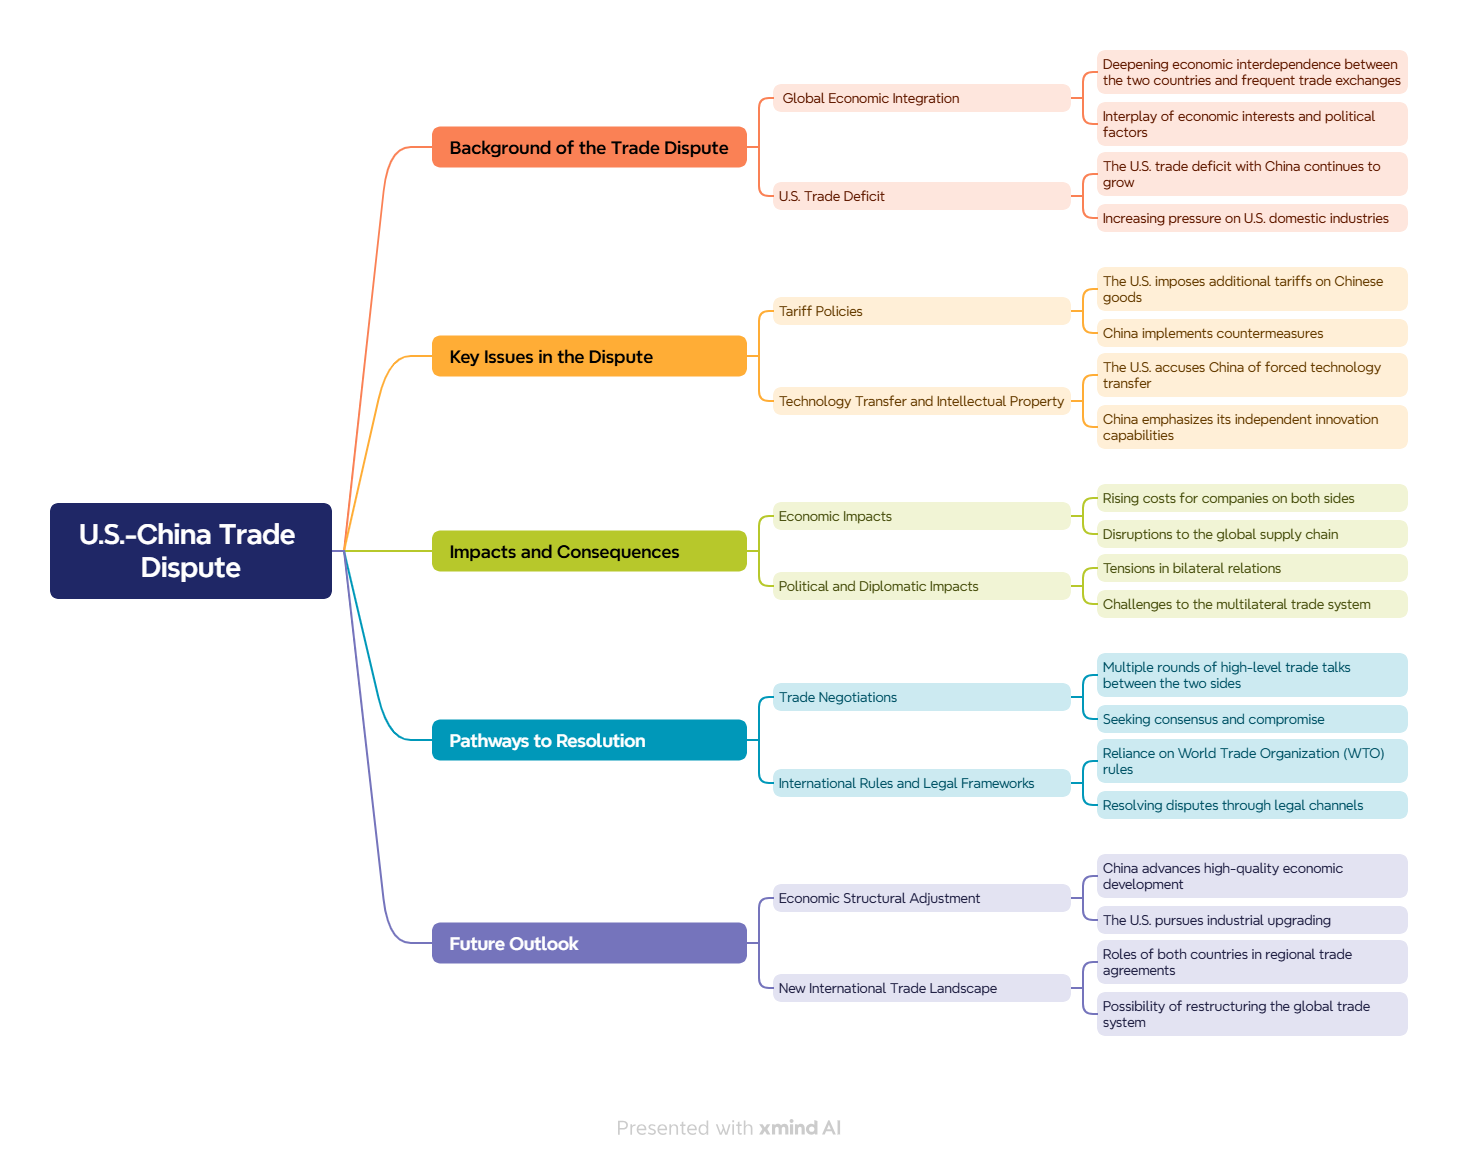 U.S.-China Trade
Dispute
Background of the Trade Dispute
Global Economic Integration
Deepening economic interdependence between
the two countries and frequent trade exchanges
Interplay of economic interests and political
factors
U.S. Trade Deficit
The U.S. trade deficit with China continues to
grow
Increasing pressure on U.S. domestic industries
Key Issues in the Dispute
Tariff Policies
The U.S. imposes additional tariffs on Chinese
goods
China implements countermeasures
Technology Transfer and Intellectual Property
The U.S. accuses China of forced technology
transfer
China emphasizes its independent innovation
capabilities
Impacts and Consequences
Economic Impacts
Rising costs for companies on both sides
Disruptions to the global supply chain
Political and Diplomatic Impacts
Tensions in bilateral relations
Challenges to the multilateral trade system
Pathways to Resolution
Trade Negotiations
Multiple rounds of high-level trade talks
between the two sides
Seeking consensus and compromise
International Rules and Legal Frameworks
Reliance on World Trade Organization (WTO)
rules
Resolving disputes through legal channels
Future Outlook
Economic Structural Adjustment
China advances high-quality economic
development
The U.S. pursues industrial upgrading
New International Trade Landscape
Roles of both countries in regional trade
agreements
Possibility of restructuring the global trade
system
Presented with xmind AI